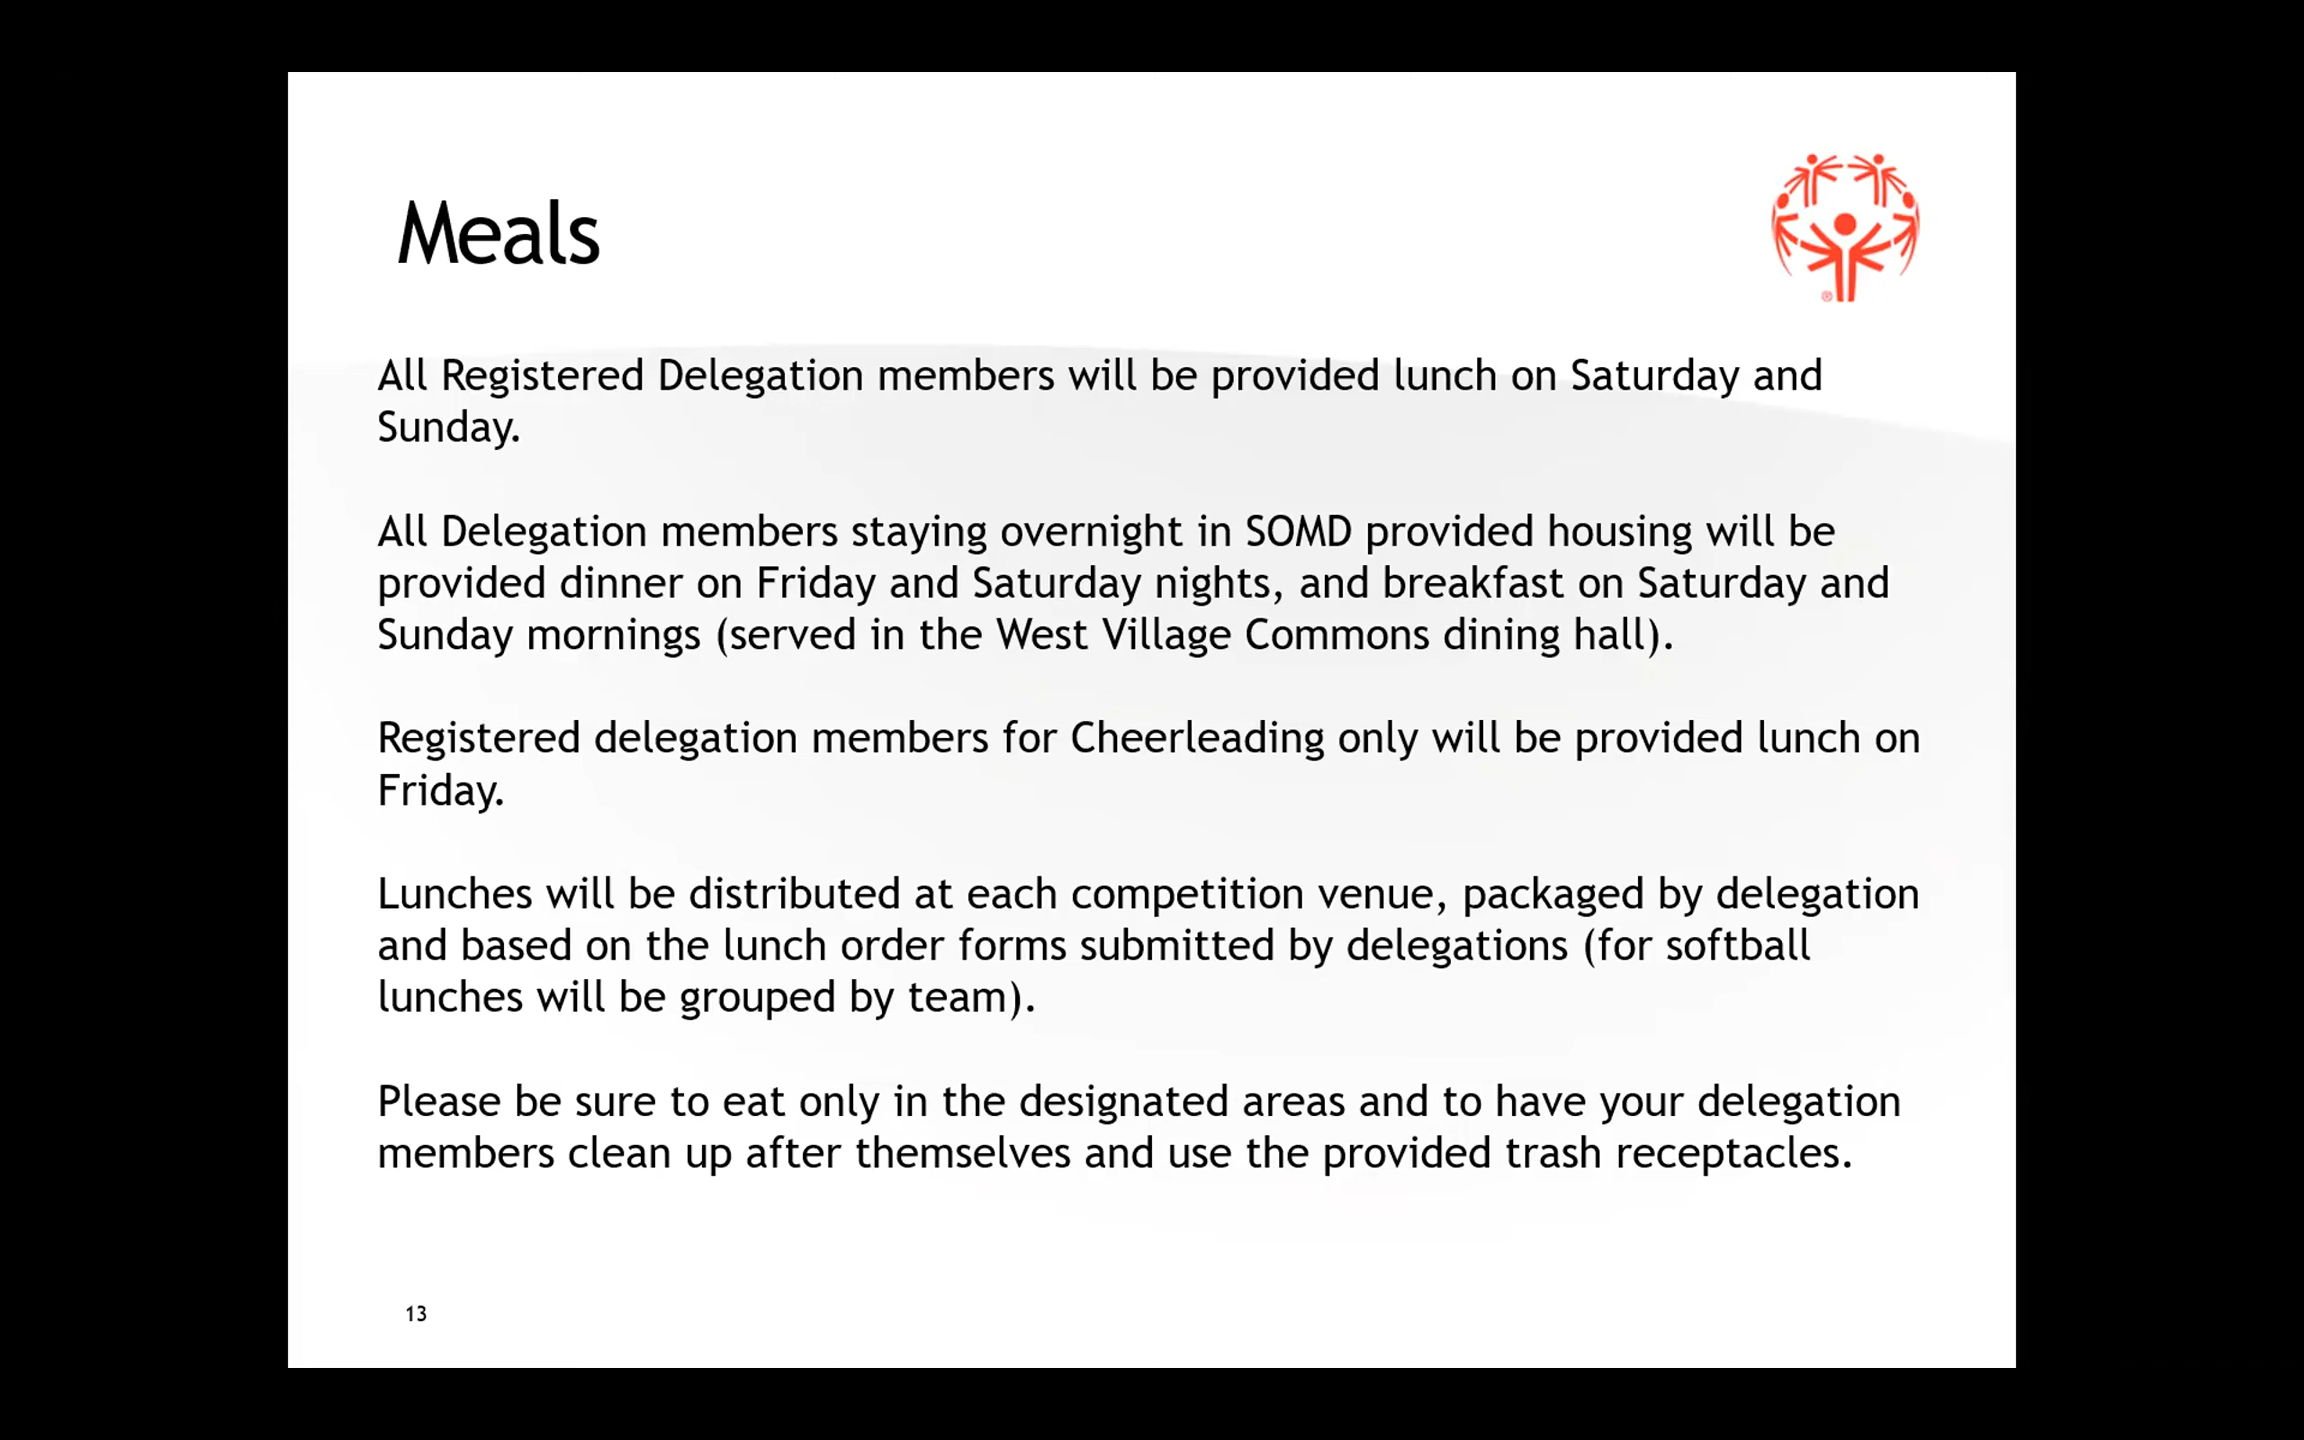 Meals
All Registered Delegation members will be provided lunch on Saturday and
Sunday.
All Delegation members staying overnight in SOMD provided housing will be
provided dinner on Friday and Saturday nights, and breakfast on Saturday and
Sunday mornings (served in the West Village Commons dining hall).
Registered delegation members for Cheerleading only will be provided lunch on
Friday.
Lunches will be distributed at each competition venue, packaged by delegation
and based on the lunch order forms submitted by delegations (for softball
lunches will be grouped by team).
Please be sure to eat only in the designated areas and to have your delegation
members clean up after themselves and use the provided trash receptacles.
13
®